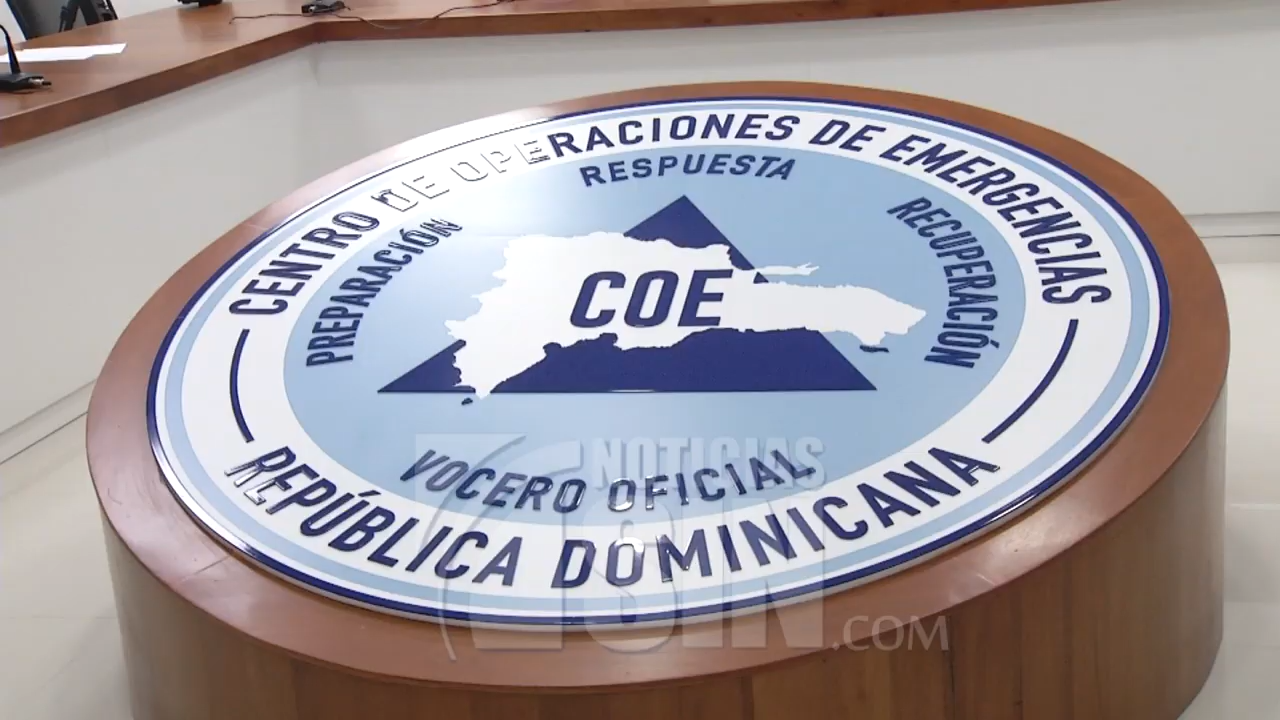 CENTRO DE OPERACIONES DE EMERGENCIAS
RESPUESTA
PREPARACIÓN
RECUPERACIÓN
COE
VOCERO OFICIAL
REPÚBLICA DOMINICANA
NOTICIAS
SIN.COM